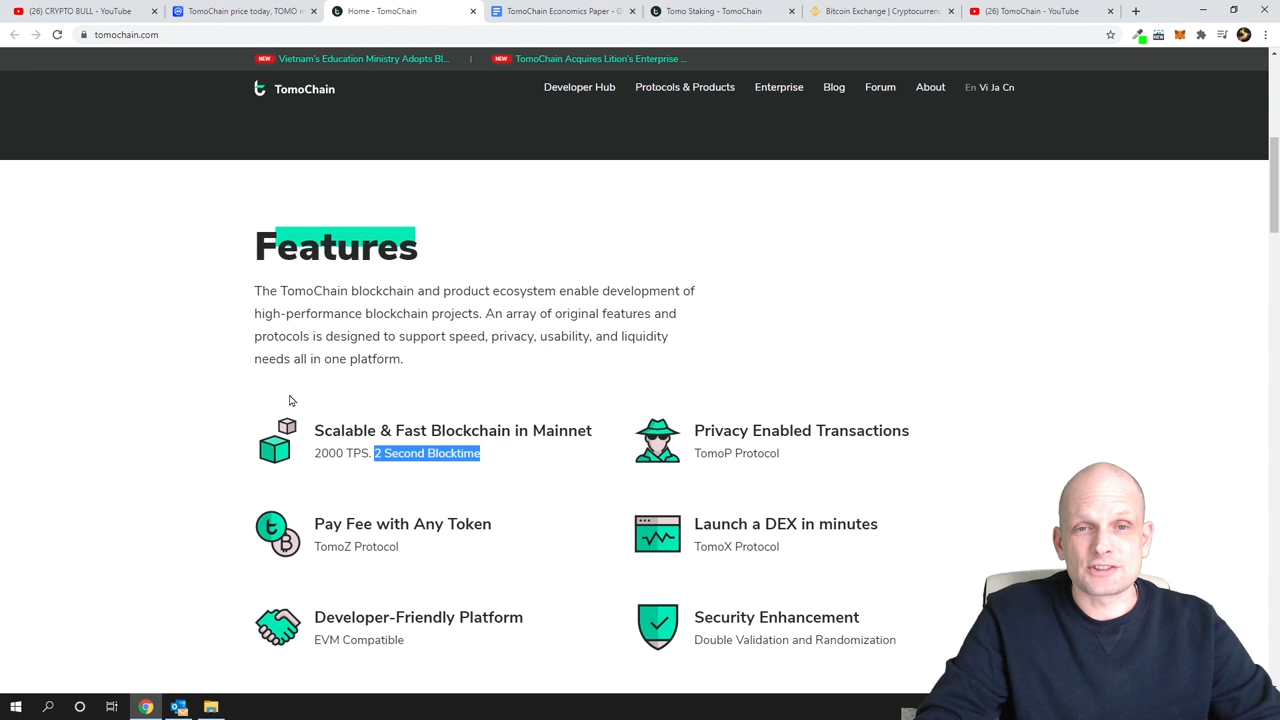 (26) CRYPTO BULL - YouTube
TomoChain price today, TOMO m
Home - TomoChain
TomoChain Economics Paper - G
Tomo Staking - TomoChain
Bitcoin Exchange | Cryptocurrenc
(26) TomoChain - YouTube
tomochain.com
NEW Vietnam's Education Ministry Adopts Bl... | NEW TomoChain Acquires Lition's Enterprise ...
TomoChain
Developer Hub Protocols & Products Enterprise Blog Forum About En Vi Ja Cn
Features
The TomoChain blockchain and product ecosystem enable development of
high-performance blockchain projects. An array of original features and
protocols is designed to support speed, privacy, usability, and liquidity
needs all in one platform.
Scalable & Fast Blockchain in Mainnet
2000 TPS. 2 Second Blocktime
Privacy Enabled Transactions
TomoP Protocol
Pay Fee with Any Token
TomoZ Protocol
Launch a DEX in minutes
TomoX Protocol
Developer-Friendly Platform
EVM Compatible
Security Enhancement
Double Validation and Randomization